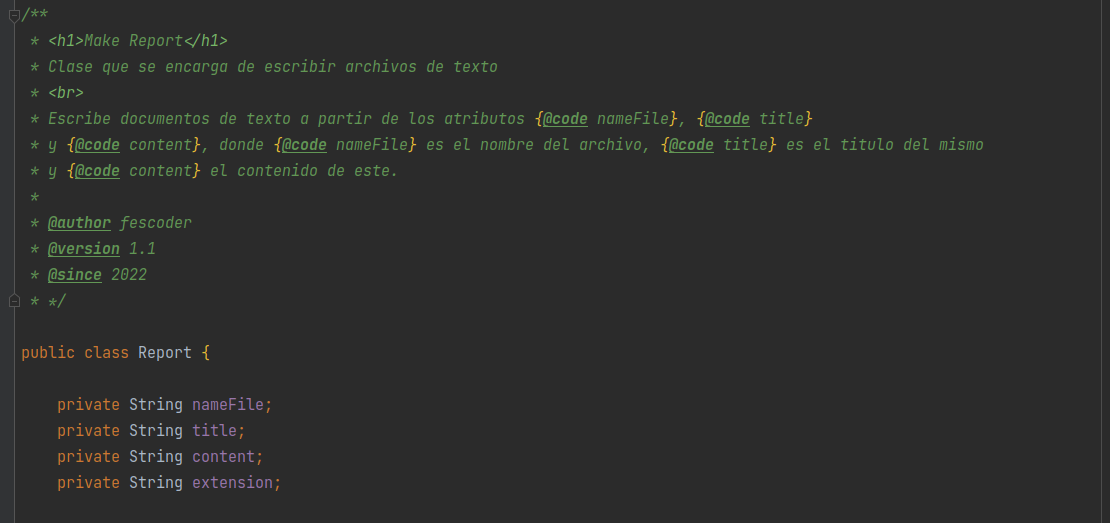 /**
 * <h1>Make Report</h1>
 * Clase que se encarga de escribir archivos de texto
 * <br>
 * Escribe documentos de texto a partir de los atributos {@code nameFile}, {@code title}
 * y {@code content}, donde {@code nameFile} es el nombre del archivo, {@code title} es el titulo del mismo
 * y {@code content} el contenido de este.
 *
 * @author fescoder
 * @version 1.1
 * @since 2022
 * */
public class Report {
    private String nameFile;
    private String title;
    private String content;
    private String extension;